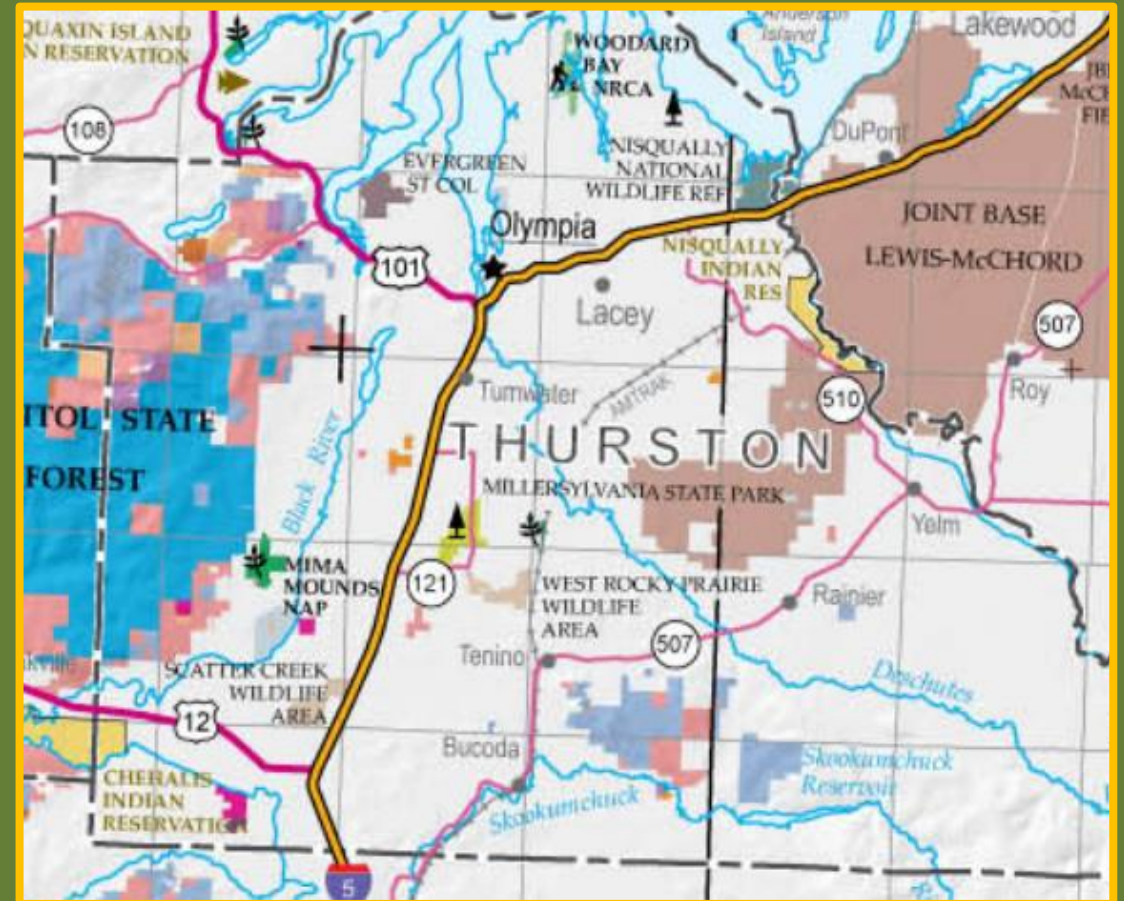 QUAXIN ISLAND
N RESERVATION
108
WOODARD
BAY
NRCA
Anderson
Island
Lakewood
DuPont
EVERGREEN
ST COL
NISQUALLY
NATIONAL
WILDLIFE REF
Olympia
JOINT BASE
LEWIS-McCHORD
101
NISQUALLY
INDIAN
RES
Lacey
507
Tumwater
AMTRAK
510
Roy
ITOL STATE
FOREST
Black River
THURSTON
MILLERSYLVANIA STATE PARK
Yelm
MIMA
MOUNDS
NAP
121
WEST ROCKY PRAIRIE
WILDLIFE
AREA
Rainier
507
Tenino
kville
SCATTER CREEK
WILDLIFE
AREA
Deschutes
12
Bucoda
Skookumchuck
Reservoir
CHEHALIS
INDIAN
RESERVATION
Skookumchuck
5